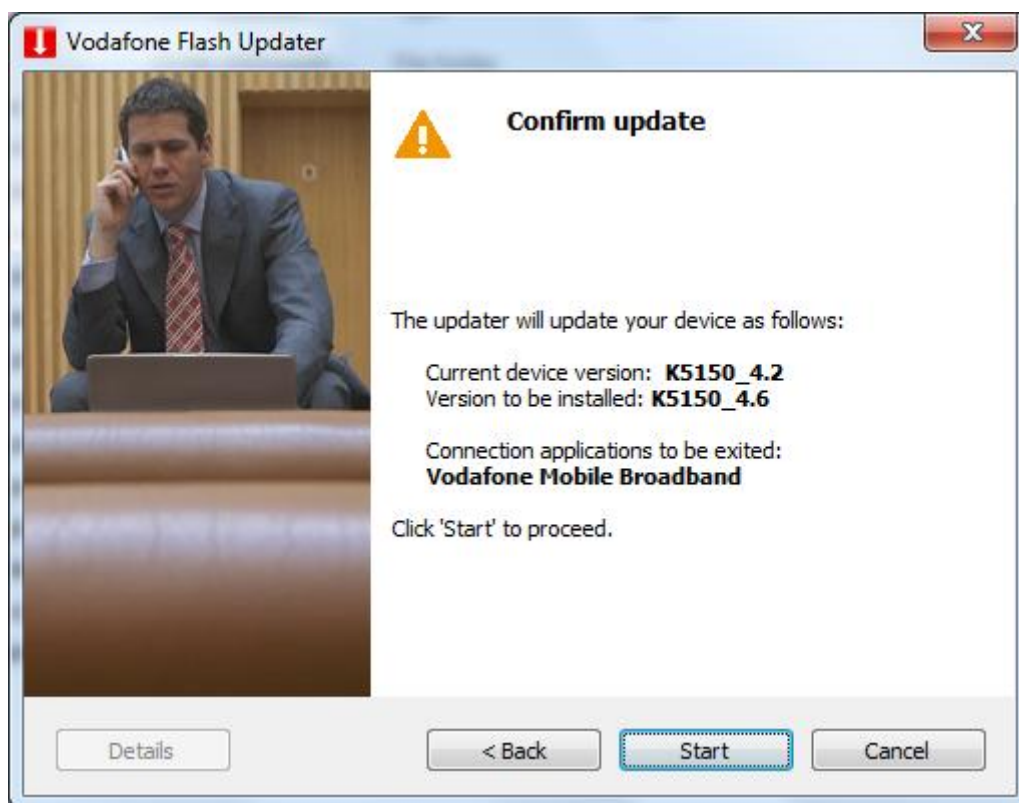 Vodafone Flash Updater
Confirm update
The updater will update your device as follows:
Current device version: K5150_4.2
Version to be installed: K5150_4.6
Connection applications to be exited:
Vodafone Mobile Broadband
Click 'Start' to proceed.
Details
< Back
Start
Cancel